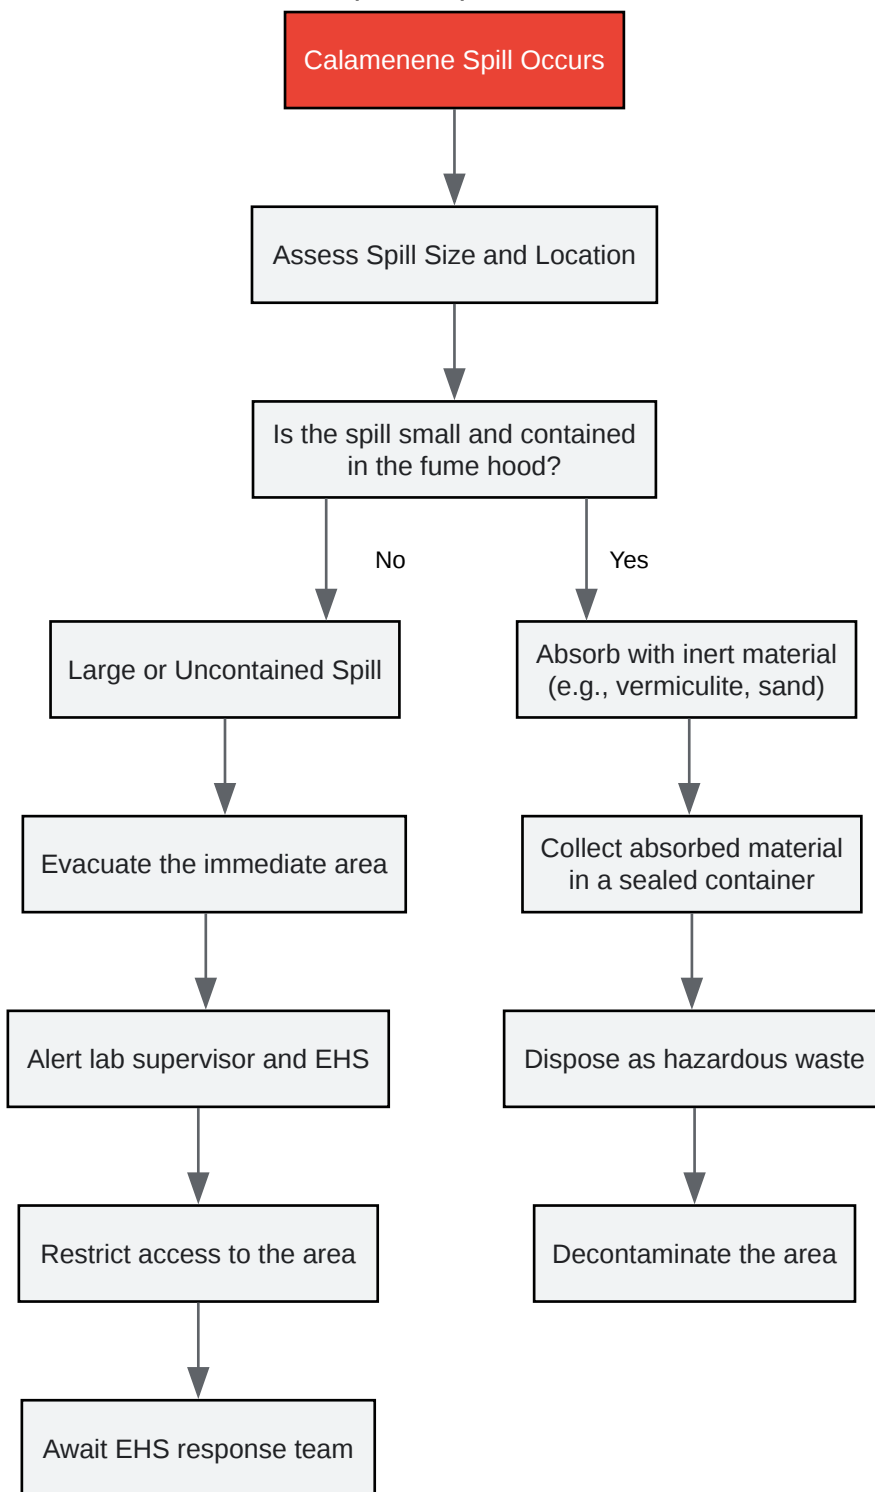 Calamenene Spill Occurs
Assess Spill Size and Location
Is the spill small and contained
in the fume hood?
No
Yes
Large or Uncontained Spill
Absorb with inert material
(e.g., vermiculite, sand)
Evacuate the immediate area
Collect absorbed material
in a sealed container
Alert lab supervisor and EHS
Dispose as hazardous waste
Restrict access to the area
Decontaminate the area
Await EHS response team